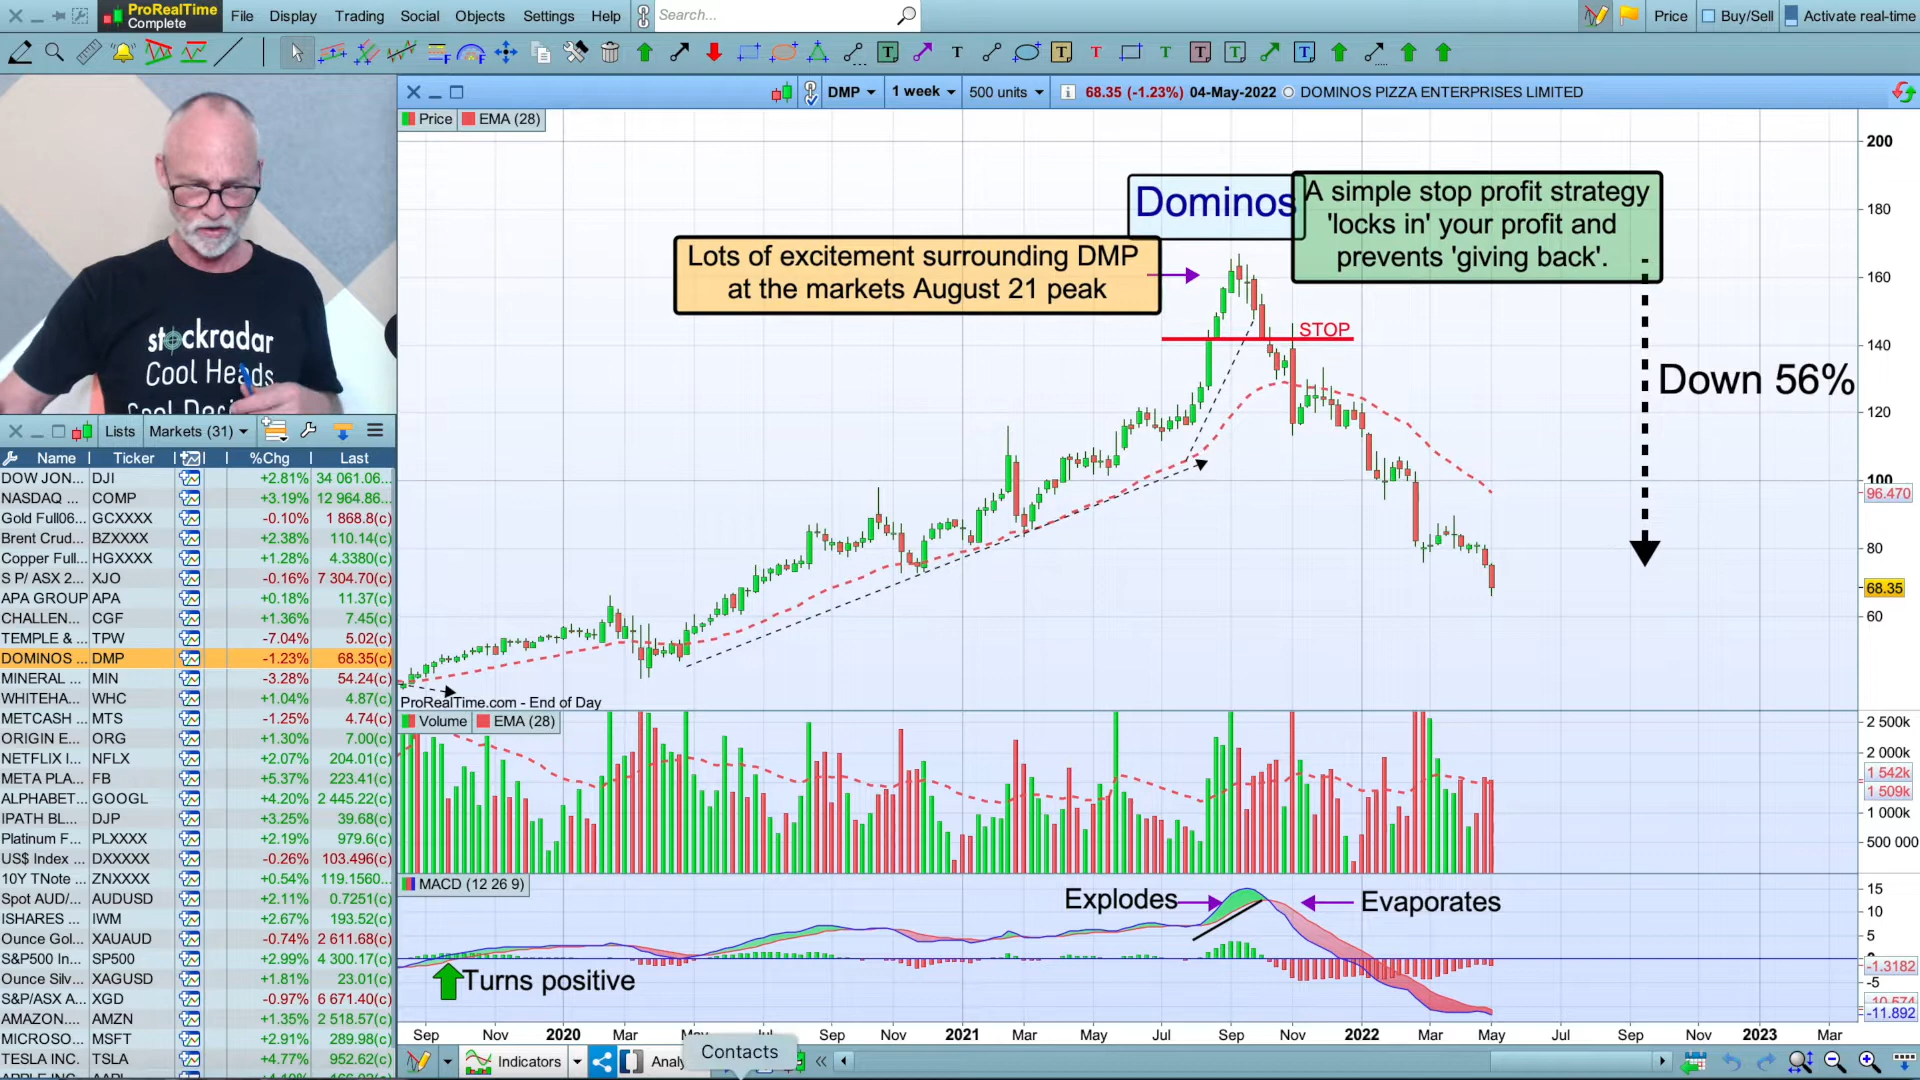 ProRealTime
Complete
File Display Trading Social Objects Settings Help
Search...
Price Buy/Sell Activate real-time
DMP 1 week 500 units 68.35 (-1.23%) 04-May-2022 DOMINOS PIZZA ENTERPRISES LIMITED
Price EMA (28)
stockradar
Cool Heads
Dominos
A simple stop profit strategy
'locks in' your profit and
prevents 'giving back'.
Lots of excitement surrounding DMP
at the markets August 21 peak
STOP
Down 56%
200
180
160
140
120
100
96.470
80
68.35
60
ProRealTime.com - End of Day
Lists Markets (31)
Name Ticker %Chg Last
DOW JON... DJI +2.81% 34 061.06...
NASDAQ ... COMP +3.19% 12 964.86...
Gold Full06... GCXXXX -0.10% 1 868.8(c)
Brent Crud... BZXXXX +2.38% 110.14(c)
Copper Full... HGXXXX +1.28% 4.3380(c)
S P/ ASX 2... XJO -0.16% 7 304.70(c)
APA GROUP APA +0.18% 11.37(c)
CHALLEN... CGF +1.36% 7.45(c)
TEMPLE & ... TPW -7.04% 5.02(c)
DOMINOS ... DMP -1.23% 68.35(c)
MINERAL ... MIN -3.28% 54.24(c)
WHITEHA... WHC +1.04% 4.87(c)
METCASH ... MTS -1.25% 4.74(c)
ORIGIN E... ORG +1.30% 7.00(c)
NETFLIX I... NFLX +2.07% 204.01(c)
META PLA... FB +5.37% 223.41(c)
ALPHABET... GOOGL +4.20% 2 445.22(c)
IPATH BL... DJP +3.25% 39.68(c)
Platinum F... PLXXXX +2.19% 979.6(c)
US$ Index ... DXXXXX -0.26% 103.496(c)
10Y TNote ... ZNXXXX +0.54% 119.1560...
Spot AUD/... AUDUSD +2.11% 0.7251(c)
ISHARES ... IWM +2.67% 193.52(c)
Ounce Gol... XAUAUD -0.74% 2 611.68(c)
S&P500 In... SP500 +2.99% 4 300.17(c)
Ounce Silv... XAGUSD +1.81% 23.01(c)
S&P/ASX A... XGD -0.97% 6 671.40(c)
AMAZON.... AMZN +1.35% 2 518.57(c)
MICROSO... MSFT +2.91% 289.98(c)
TESLA INC. TSLA +4.77% 952.62(c)
Volume EMA (28)
2 500k
2 000k
1 542k
1 509k
1 000k
500 000
MACD (12 26 9)
Explodes
Evaporates
Turns positive
15
10
5
-1.3182
-5
-11.892
Sep Nov 2020 Mar May Sep Nov 2021 Mar May Jul Sep Nov 2022 Mar May Jul Sep Nov 2023 Mar
Indicators Analy
Contacts